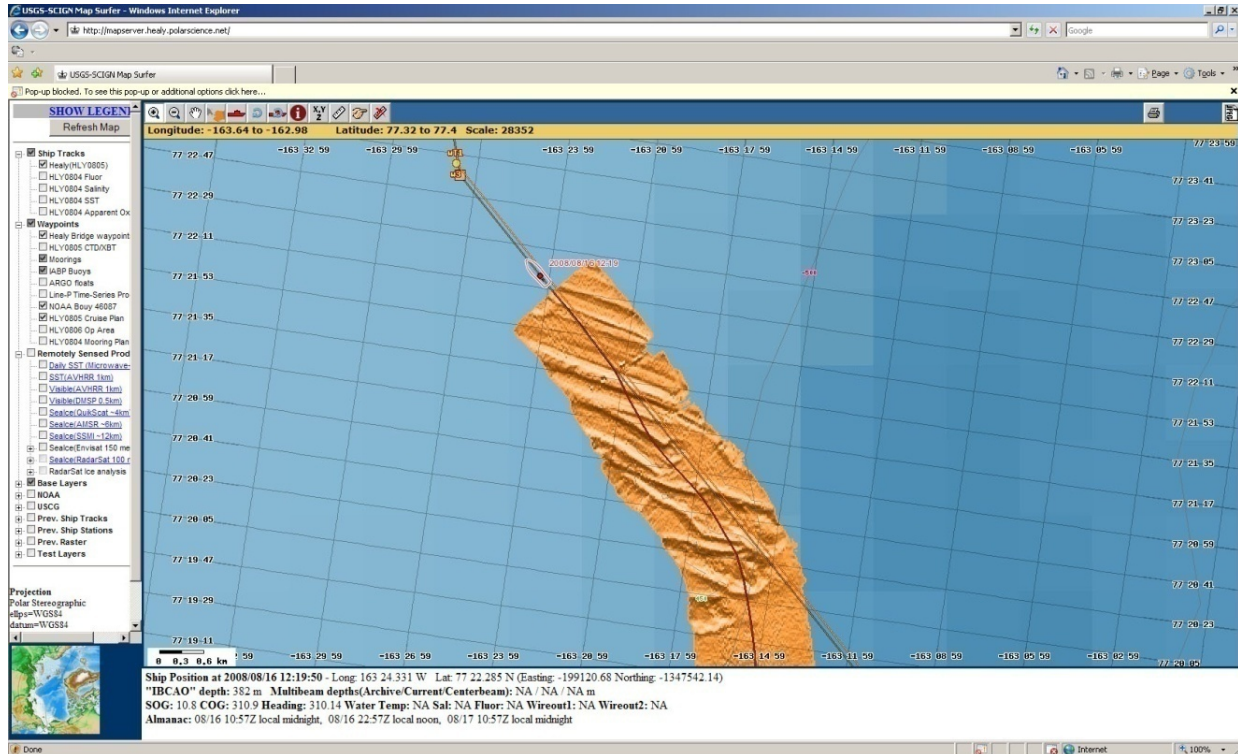 USGS-SCIGN Map Surfer - Windows Internet Explorer
http://mapserver.healy.polarscience.net/
Google
USGS-SCIGN Map Surfer
Page Tools
Pop-up blocked. To see this pop-up or additional options click here...
SHOW LEGEN
Refresh Map
Longitude: -163.64 to -162.98 Latitude: 77.32 to 77.4 Scale: 28352
Ship Tracks
Healy(HLY0805)
HLY0804 Fluor
HLY0804 Salinity
HLY0804 SST
HLY0804 Apparent Ox
Waypoints
Healy Bridge waypoint
HLY0805 CTD/XBT
Moorings
IABP Buoys
ARGO floats
Line-P Time-Series Pro
NOAA Bouy 46087
HLY0805 Cruise Plan
HLY0806 Op Area
HLY0804 Mooring Plan
Remotely Sensed Prod
Daily SST (Microwave-
SST(AVHRR 1km)
Visible(AVHRR 1km)
Visible(DMSP 0.5km)
SeaIce(QuikScat ~4km)
SeaIce(AMSR ~6km)
SeaIce(SSMI ~12km)
SeaIce(Envisat 150 me
SeaIce(RadarSat 100 r
RadarSat Ice analysis
Base Layers
NOAA
USCG
Prev. Ship Tracks
Prev. Ship Stations
Prev. Raster
Test Layers
Projection
Polar Stereographic
ellps=WGS84
datum=WGS84
X,Y
Z
-163 32 59 -163 29 59 -163 23 59 -163 20 59 -163 17 59 -163 14 59 -163 11 59 -163 08 59 -163 05 59 77 23 59
77 22 47
77 22 29
77 22 11
77 21 53
77 21 35
77 21 17
77 20 59
77 20 41
77 20 23
77 20 05
77 19 47
77 19 29
77 19 11
2008/08/16 12:19
77 23 41
77 23 23
77 23 05
77 22 47
77 22 29
77 22 11
77 21 53
77 21 35
77 21 17
77 20 59
77 20 41
77 20 23
77 20 05
0 0.3 0.6 km
59 -163 29 59 -163 26 59 -163 23 59 -163 20 59 -163 17 59 -163 14 59 -163 11 59 -163 08 59 -163 05 59 -163 02 59
Ship Position at 2008/08/16 12:19:50 - Long: 163 24.331 W Lat: 77 22.285 N (Easting: -199120.68 Northing: -1347542.14)
"IBCAO" depth: 382 m Multibeam depths(Archive/Current/Centerbeam): NA / NA / NA m
SOG: 10.8 COG: 310.9 Heading: 310.14 Water Temp: NA Sal: NA Fluor: NA Wireout1: NA Wireout2: NA
Almanac: 08/16 10:57Z local midnight, 08/16 22:57Z local noon, 08/17 10:57Z local midnight
Done
Internet
100%